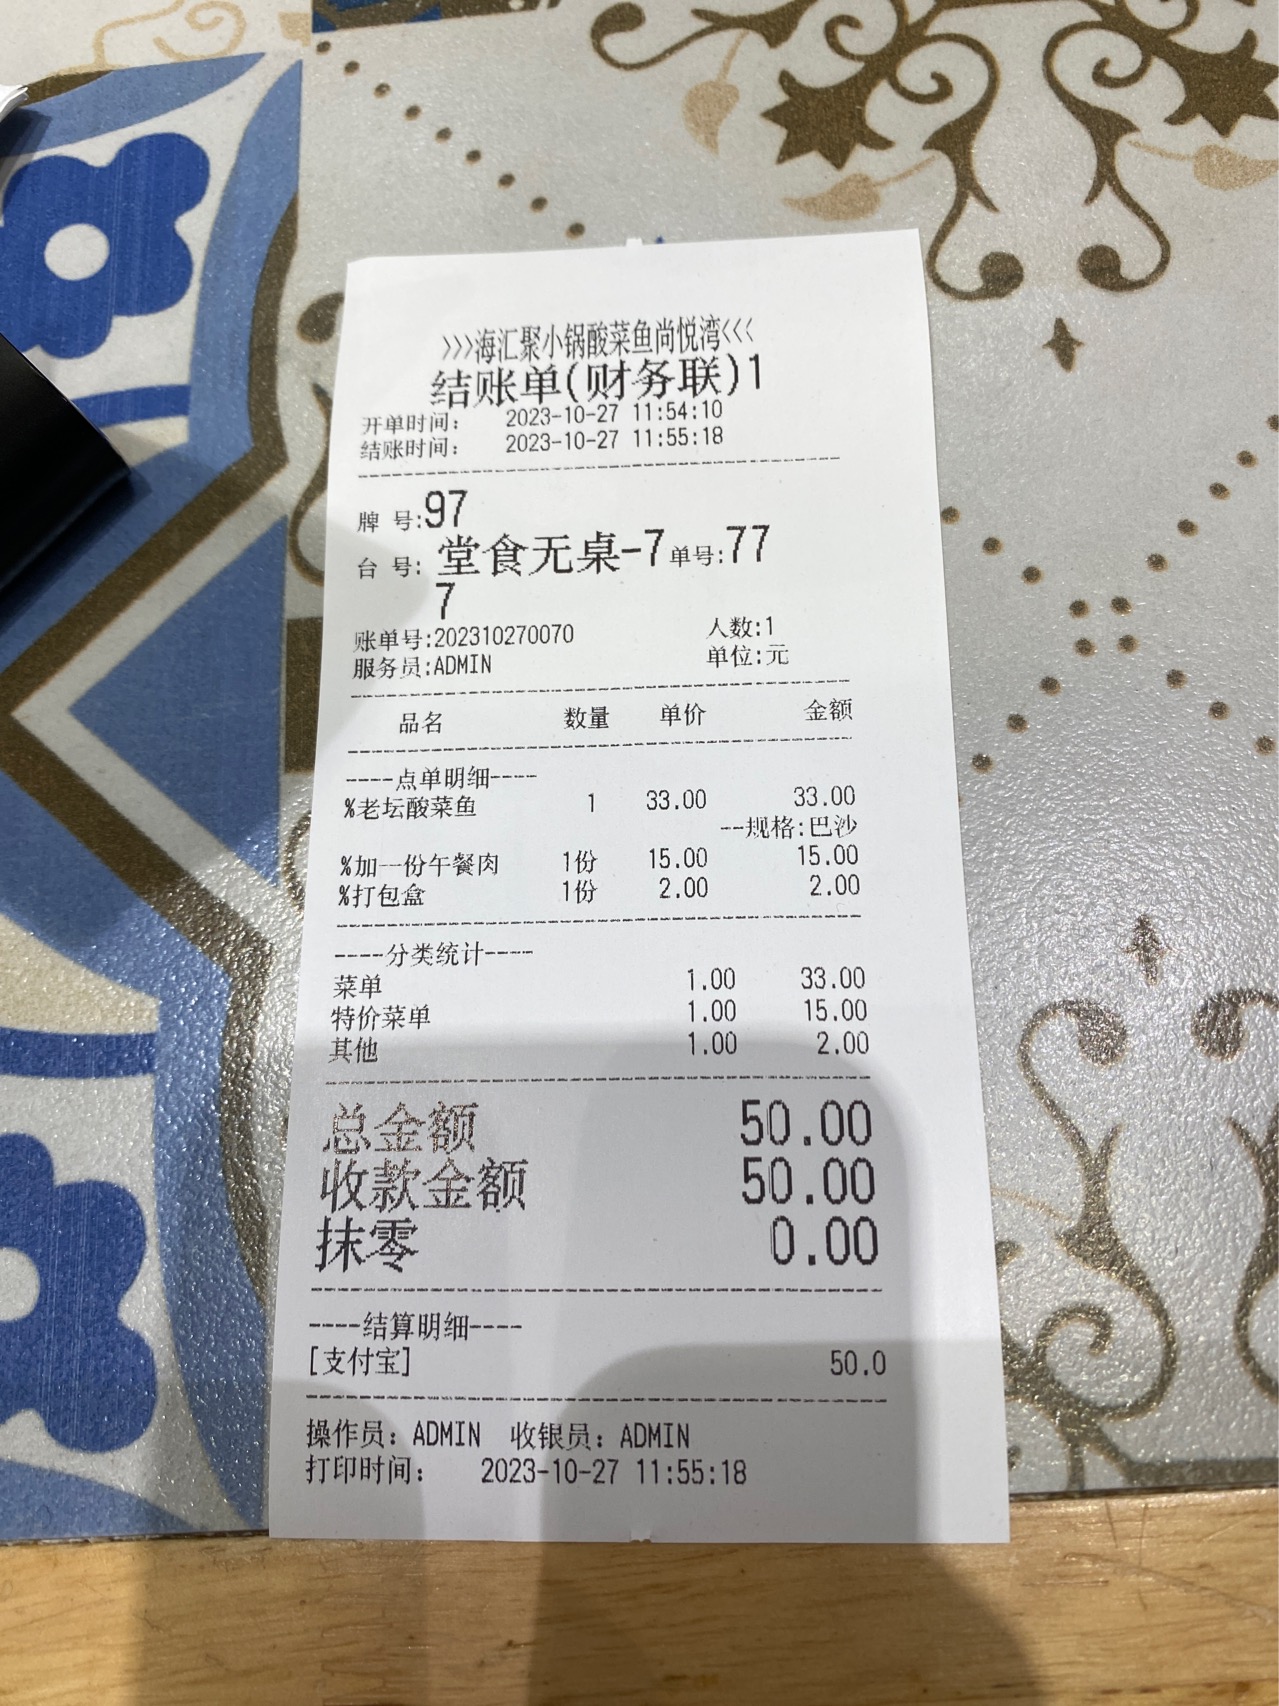 >>>海汇聚小锅酸菜鱼尚悦湾<<<
结账单(财务联)1
开单时间: 2023-10-27 11:54:10
结账时间: 2023-10-27 11:55:18
牌 号:97
台 号: 堂食无桌-7单号:77
7
账单号:202310270070 人数:1
服务员:ADMIN 单位:元
品名 数量 单价 金额
----点单明细----
%老坛酸菜鱼 1 33.00 33.00
--规格:巴沙
%加一份午餐肉 1份 15.00 15.00
%打包盒 1份 2.00 2.00
----分类统计----
菜单 1.00 33.00
特价菜单 1.00 15.00
其他 1.00 2.00
总金额 50.00
收款金额 50.00
抹零 0.00
----结算明细----
[支付宝] 50.0
操作员: ADMIN 收银员: ADMIN
打印时间: 2023-10-27 11:55:18